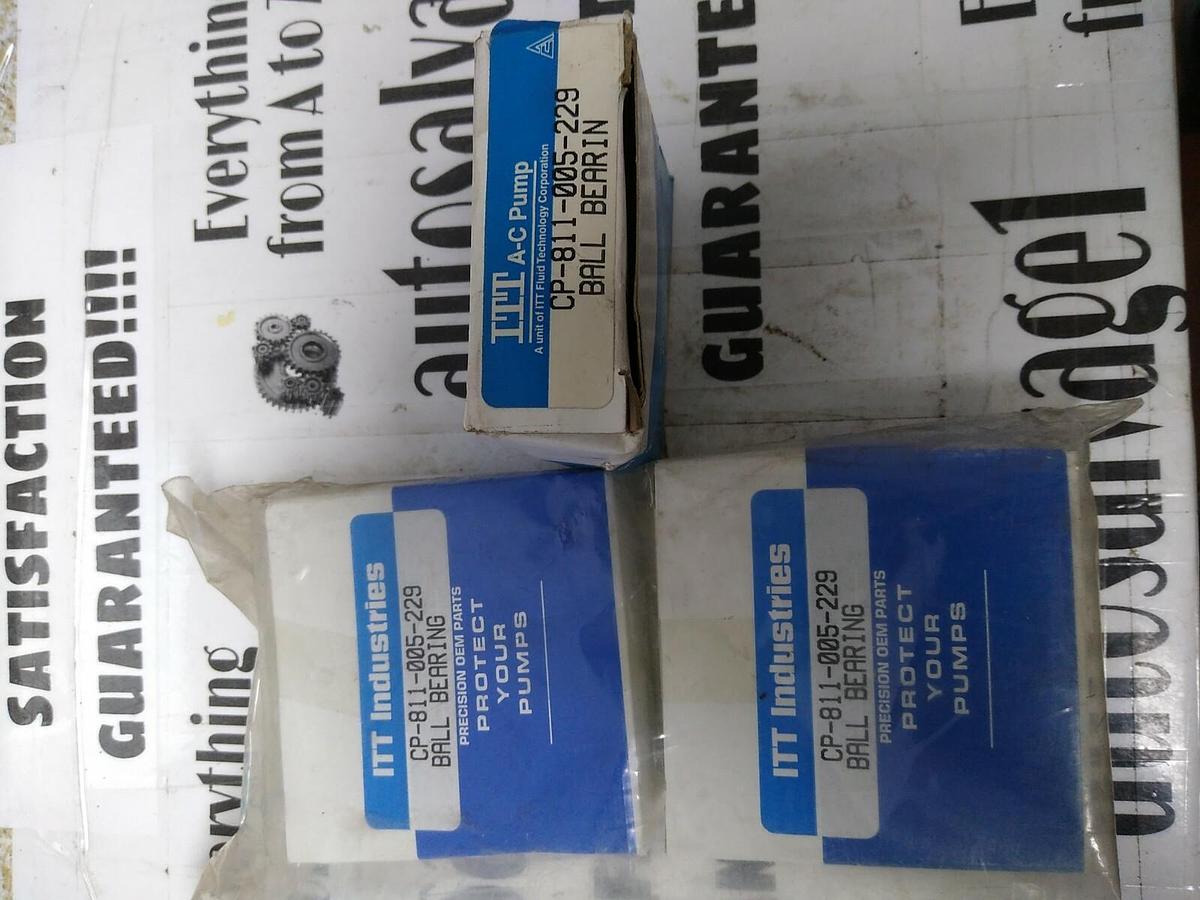 SATISFACTION
GUARANTEED!!!
Everything
from A to
autosalva
GUARANTE
ITT A-C Pump
A unit of ITT Fluid Technology Corporation
CP-811-005-229
BALL BEARIN
ITT Industries
CP-811-005-229
BALL BEARING
PRECISION OEM PARTS
PROTECT
YOUR
PUMPS
ITT Industries
CP-811-005-229
BALL BEARING
PRECISION OEM PARTS
PROTECT
YOUR
PUMPS
erything
autosalvage1